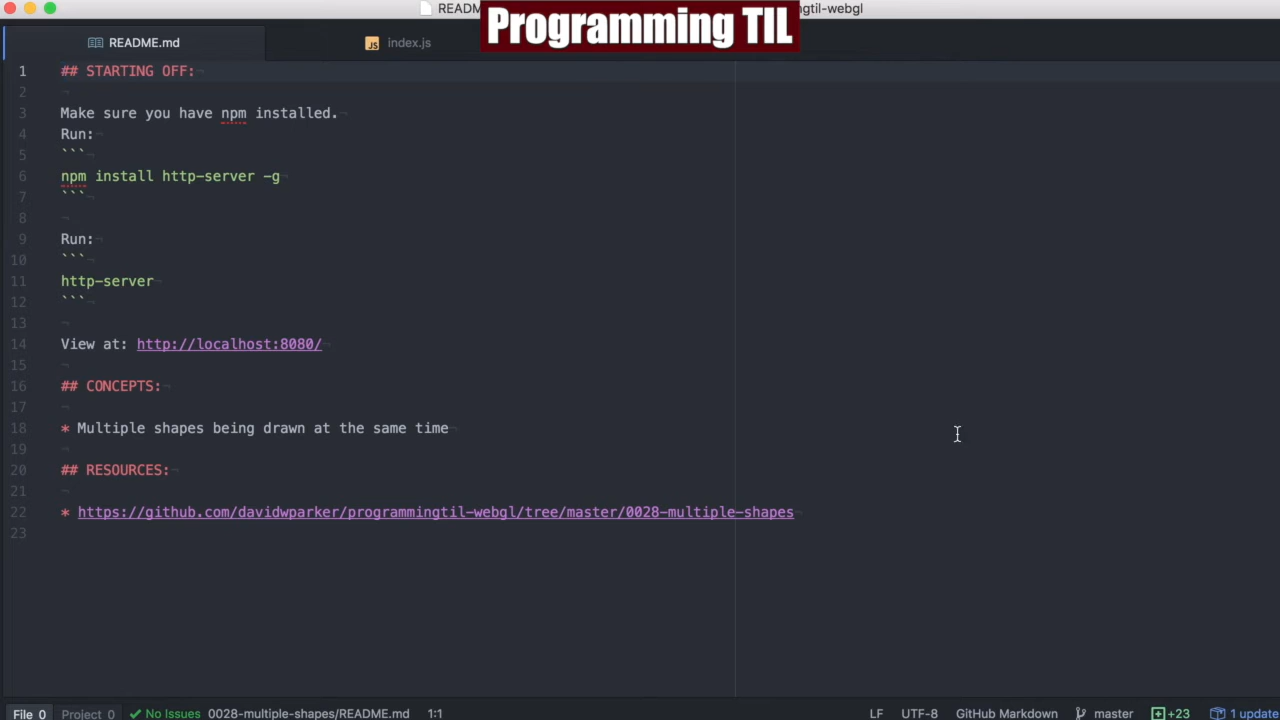 README
ngtil-webgl
Programming TIL
README.md
index.js
1 ## STARTING OFF:
2
3 Make sure you have npm installed.
4 Run:
5 ```
6 npm install http-server -g
7 ```
8
9 Run:
10 ```
11 http-server
12 ```
13
14 View at: http://localhost:8080/
15
16 ## CONCEPTS:
17
18 * Multiple shapes being drawn at the same time
19
20 ## RESOURCES:
21
22 * https://github.com/davidwparker/programmingtil-webgl/tree/master/0028-multiple-shapes
23
File 0 Project 0 No Issues 0028-multiple-shapes/README.md 1:1 LF UTF-8 GitHub Markdown master +23 1 update